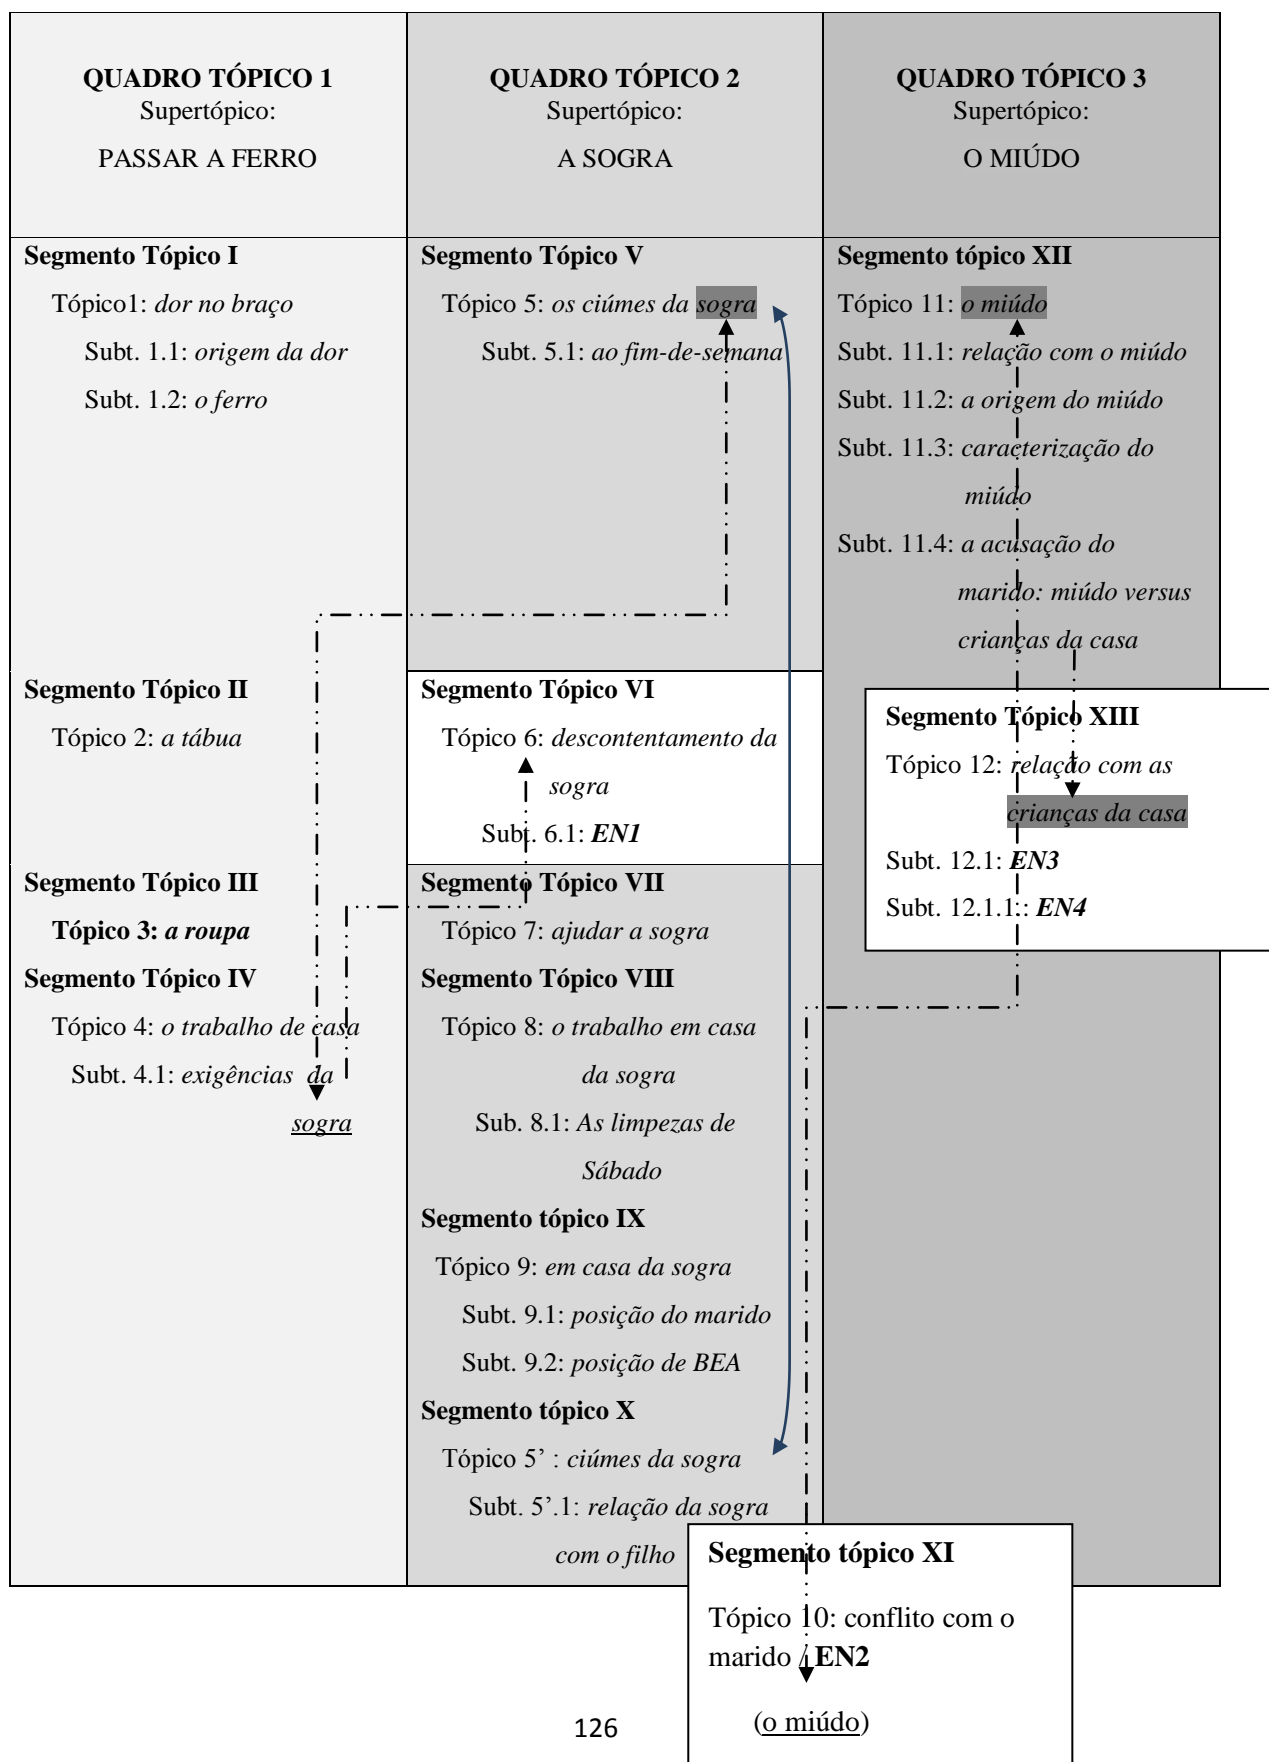 QUADRO TÓPICO 1
Supertópico:
PASSAR A FERRO
QUADRO TÓPICO 2
Supertópico:
A SOGRA
QUADRO TÓPICO 3
Supertópico:
O MIÚDO
Segmento Tópico I
Tópico1: dor no braço
Subt. 1.1: origem da dor
Subt. 1.2: o ferro
Segmento Tópico II
Tópico 2: a tábua
Segmento Tópico III
Tópico 3: a roupa
Segmento Tópico IV
Tópico 4: o trabalho de casa
Subt. 4.1: exigências da
sogra
Segmento Tópico V
Tópico 5: os ciúmes da sogra
Subt. 5.1: ao fim-de-semana
Segmento Tópico VI
Tópico 6: descontentamento da
sogra
Subt. 6.1: EN1
Segmento Tópico VII
Tópico 7: ajudar a sogra
Segmento Tópico VIII
Tópico 8: o trabalho em casa
da sogra
Sub. 8.1: As limpezas de
Sábado
Segmento tópico IX
Tópico 9: em casa da sogra
Subt. 9.1: posição do marido
Subt. 9.2: posição de BEA
Segmento tópico X
Tópico 5’ : ciúmes da sogra
Subt. 5’.1: relação da sogra
com o filho
Segmento tópico XI
Tópico 10: conflito com o
marido / EN2
(o miúdo)
Segmento tópico XII
Tópico 11: o miúdo
Subt. 11.1: relação com o miúdo
Subt. 11.2: a origem do miúdo
Subt. 11.3: caracterização do
miúdo
Subt. 11.4: a acusação do
marido: miúdo versus
crianças da casa
Segmento Tópico XIII
Tópico 12: relação com as
crianças da casa
Subt. 12.1: EN3
Subt. 12.1.1.: EN4
126